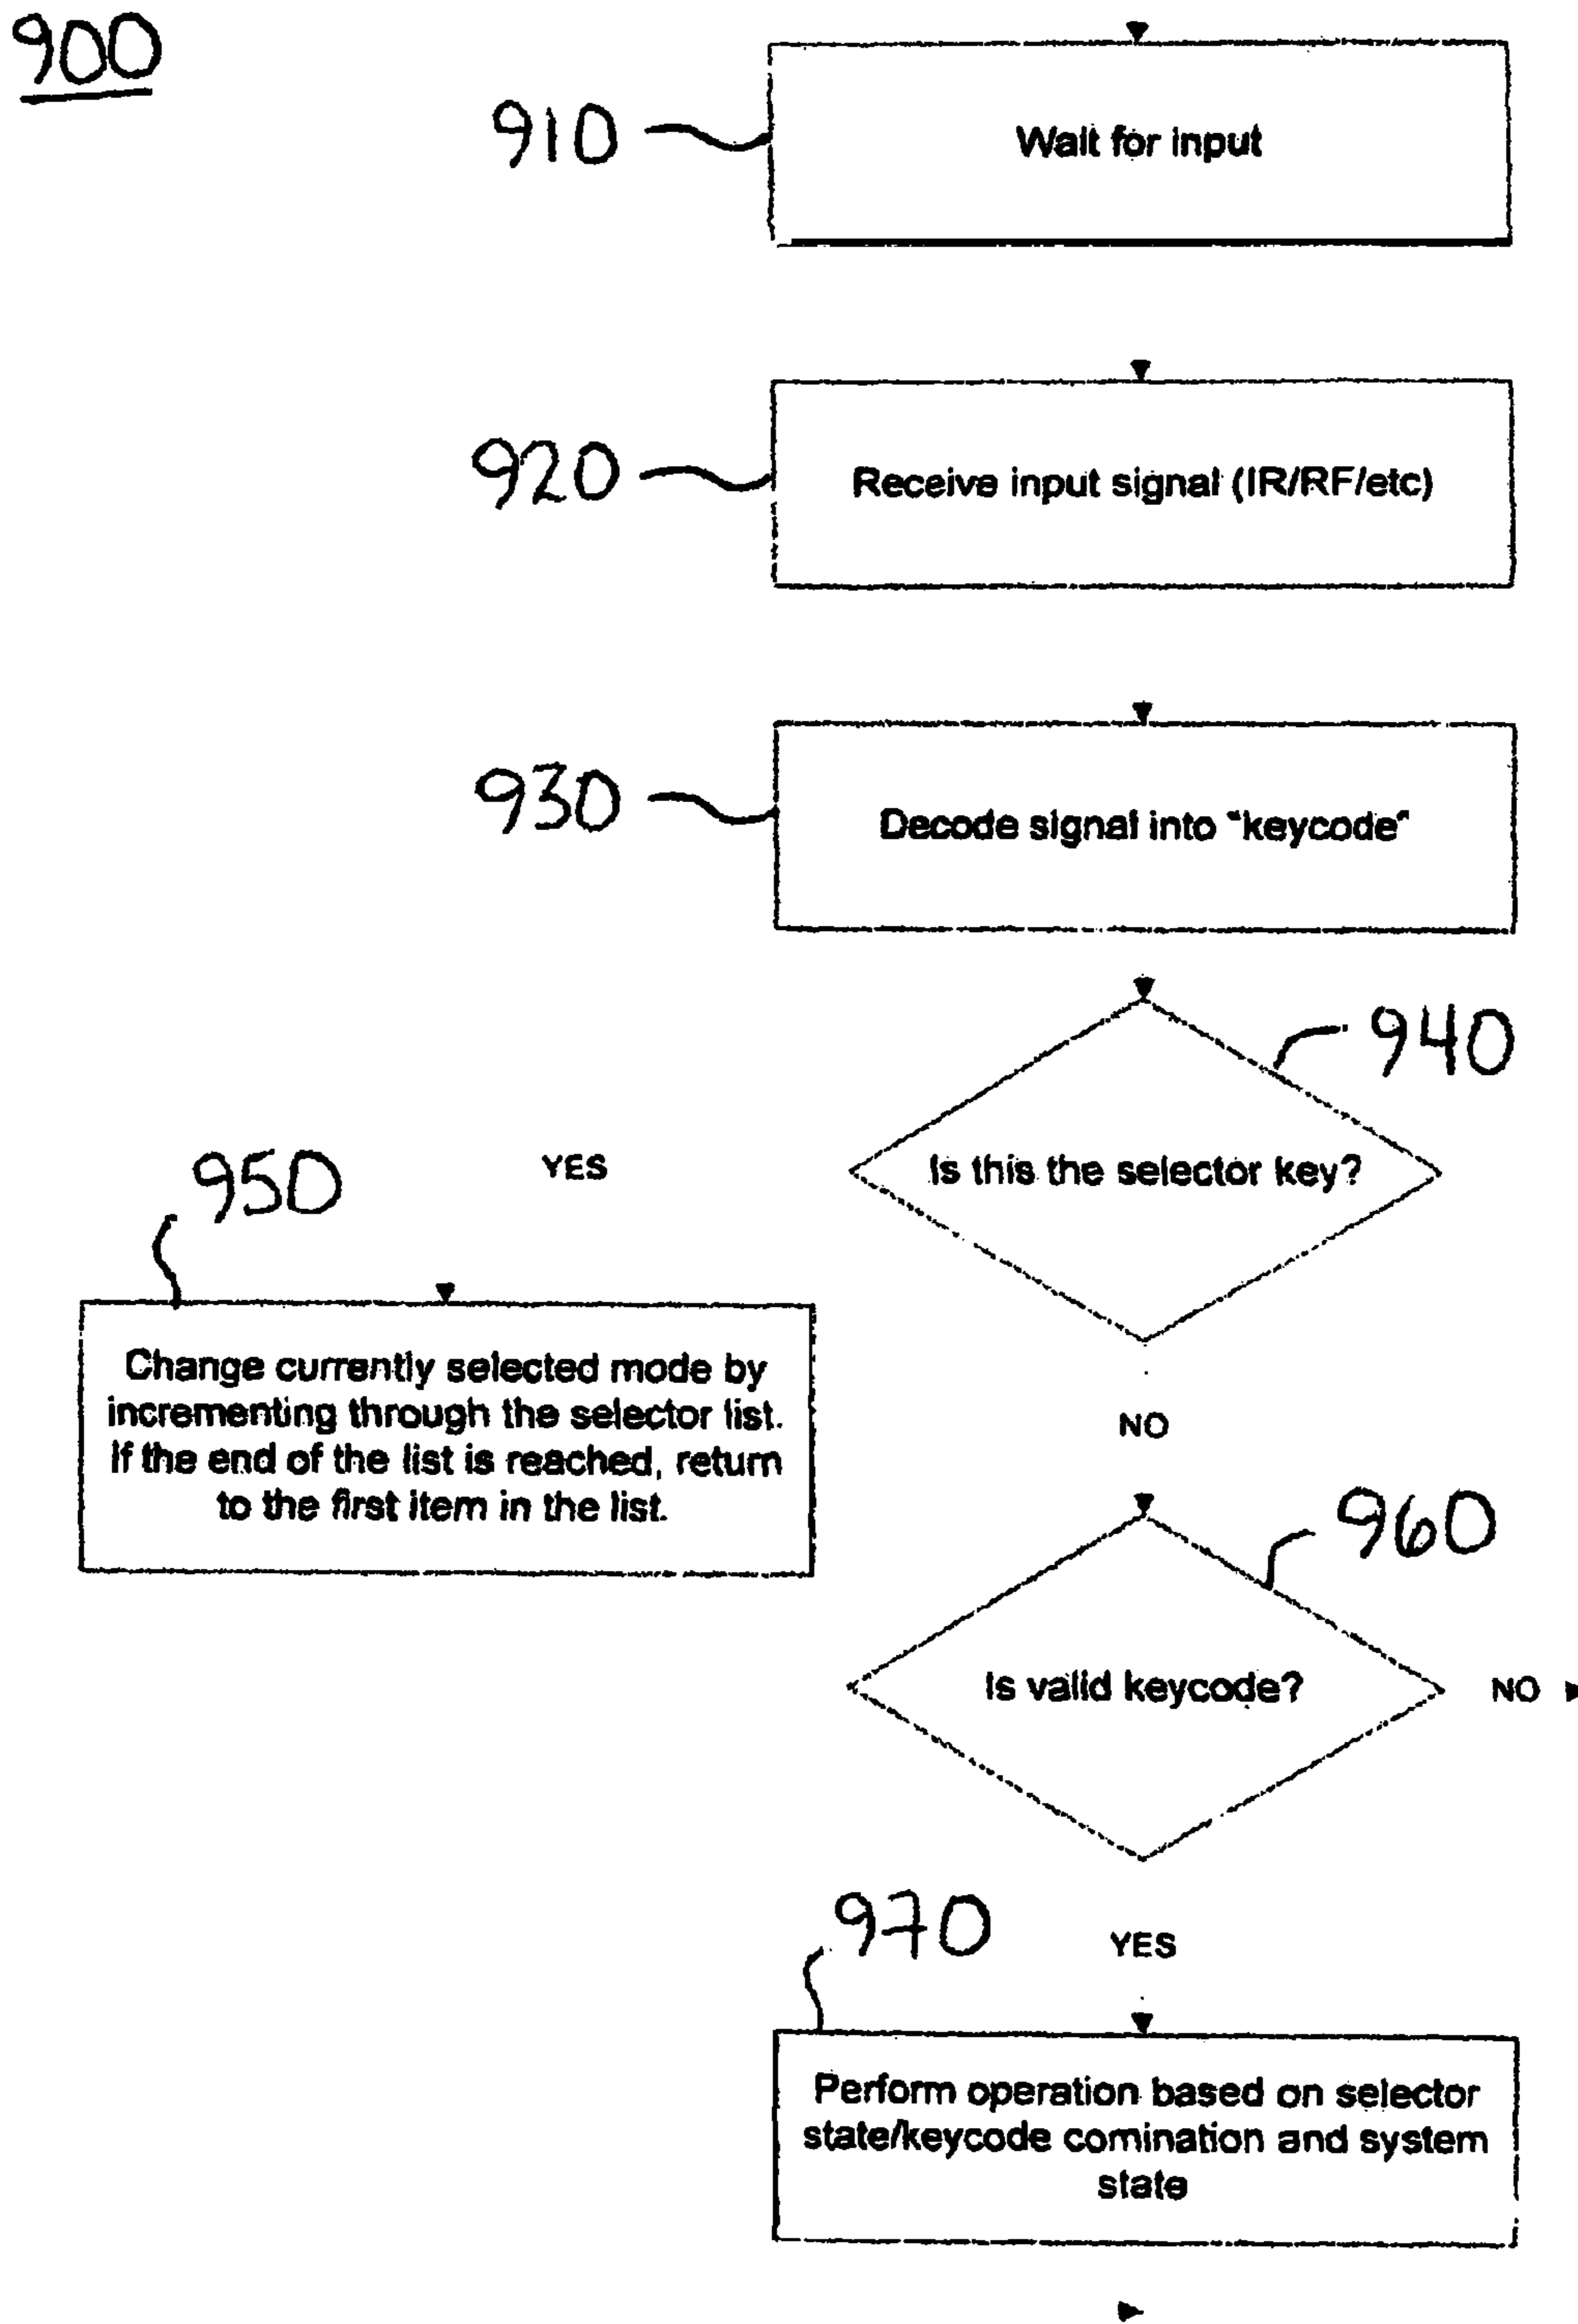 900
910
Wait for input
920
Receive input signal (IR/RF/etc)
930
Decode signal into "keycode"
940
Is this the selector key?
YES
950
Change currently selected mode by
incrementing through the selector list.
If the end of the list is reached, return
to the first item in the list.
NO
960
Is valid keycode?
NO
970
YES
Perform operation based on selector
state/keycode comination and system
state